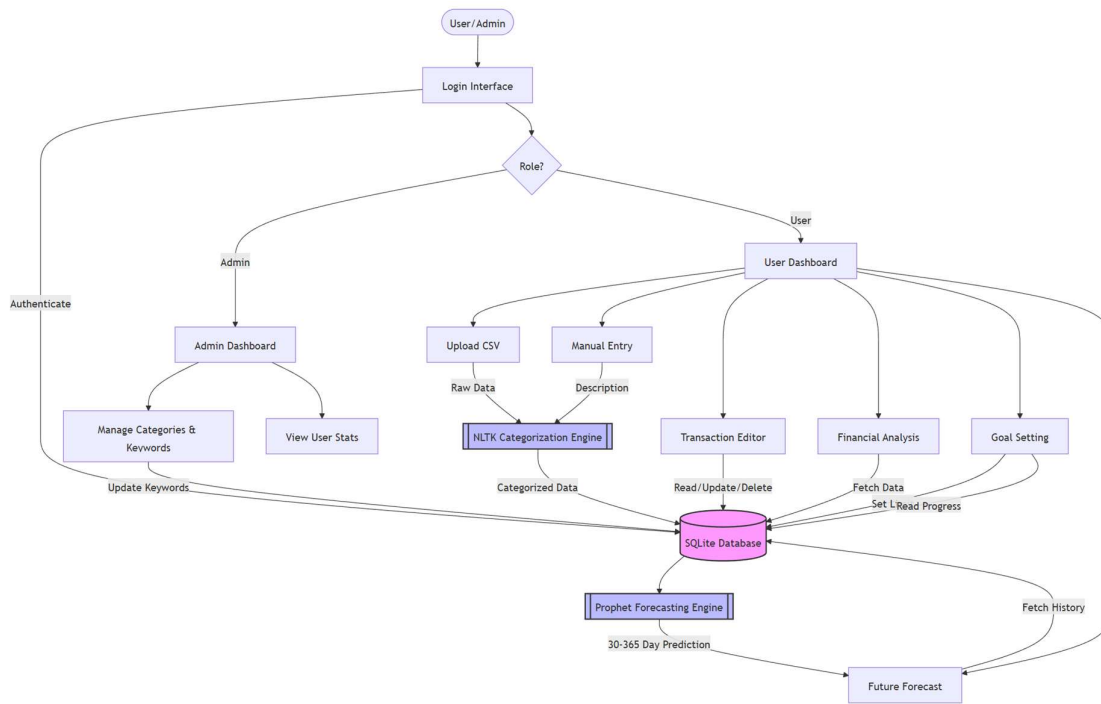 User/Admin
Login Interface
Role?
User
Admin
User Dashboard
Authenticate
Admin Dashboard
Upload CSV
Manual Entry
Raw Data
Description
Manage Categories &
Keywords
View User Stats
NLTK Categorization Engine
Transaction Editor
Financial Analysis
Goal Setting
Update Keywords
Categorized Data
Read/Update/Delete
Fetch Data
Set
Read Progress
SQLite Database
Prophet Forecasting Engine
Fetch History
30-365 Day Prediction
Future Forecast